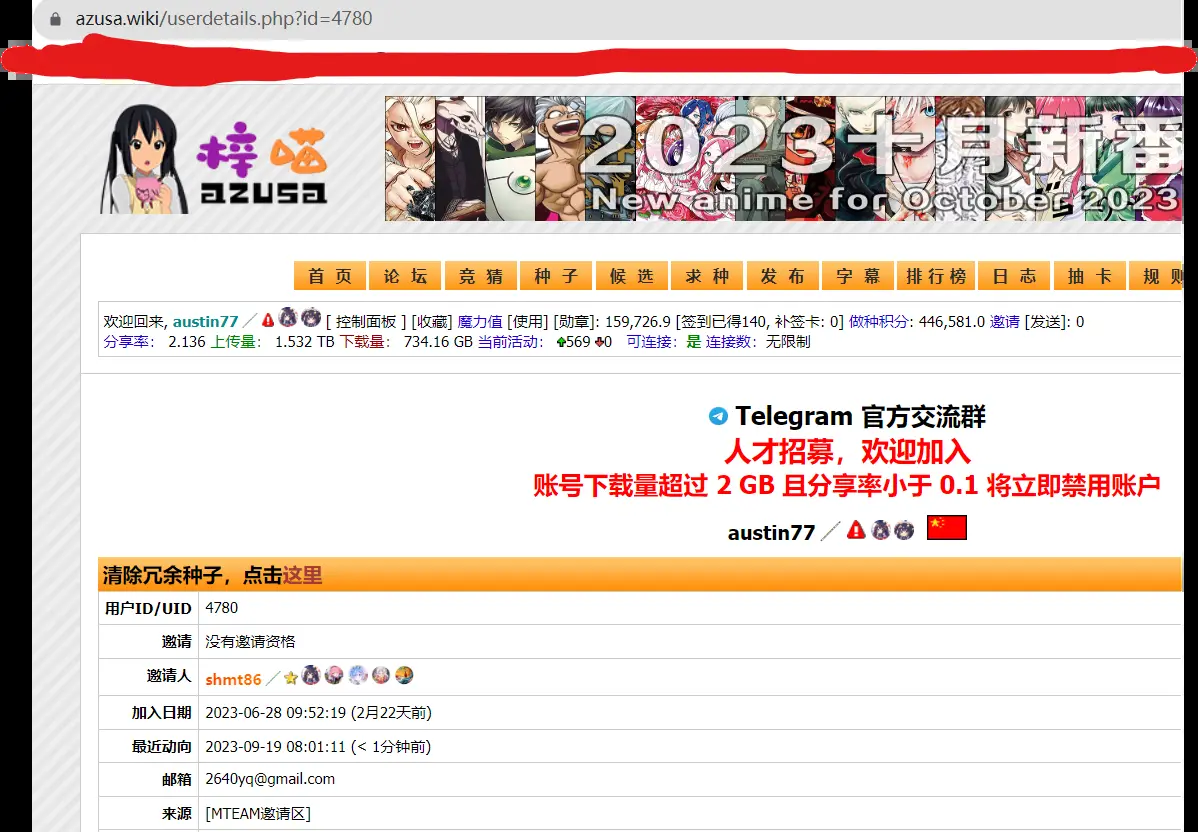 azusa.wiki/userdetails.php?id=4780
梓喵
azusa
2023十月新番
New anime for October 2023
首 页 论 坛 竞 猜 种 子 候 选 求 种 发 布 字 幕 排行榜 日 志 抽 卡 规 则
欢迎回来, austin77 [ 控制面板 ] [收藏] 魔力值 [使用] [勋章]: 159,726.9 [签到已得140, 补签卡: 0] 做种积分: 446,581.0 邀请 [发送]: 0
分享率： 2.136 上传量： 1.532 TB 下载量： 734.16 GB 当前活动： 569 0 可连接：是 连接数：无限制
Telegram 官方交流群
人才招募，欢迎加入
账号下载量超过 2 GB 且分享率小于 0.1 将立即禁用账户
austin77
清除冗余种子，点击这里
用户ID/UID 4780
邀请 没有邀请资格
邀请人 shmt86
加入日期 2023-06-28 09:52:19 (2月22天前)
最近动向 2023-09-19 08:01:11 (< 1分钟前)
邮箱 2640yq@gmail.com
来源 [MTEAM邀请区]